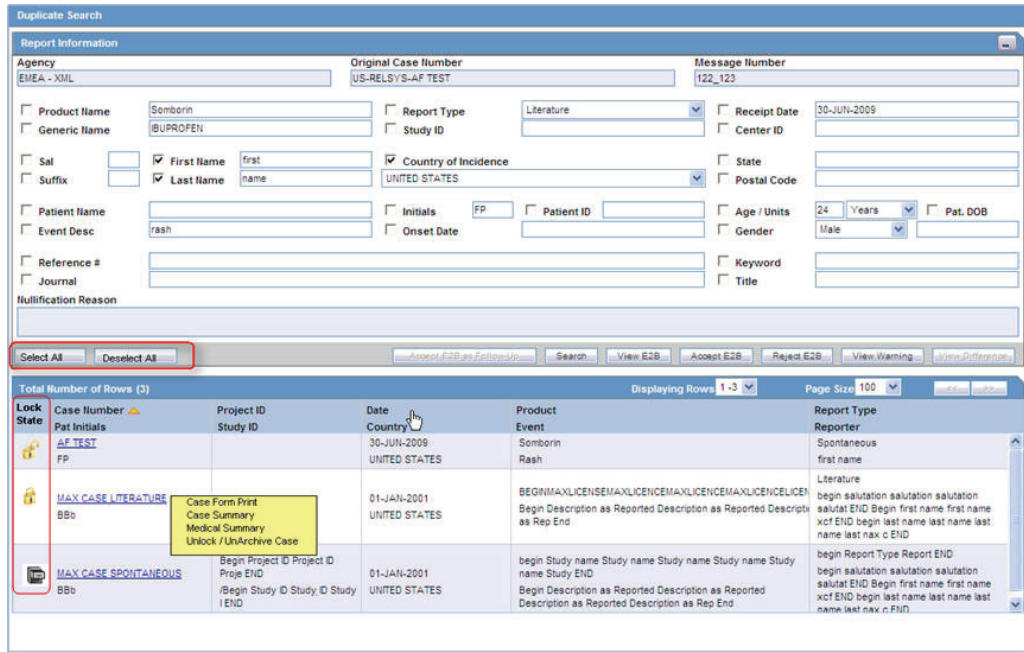 Duplicate Search
Report Information
Agency Original Case Number Message Number
EMEA - XML US-RELSYS-AF TEST 122_123
Product Name Somborin Report Type Literature Receipt Date 30-JUN-2009
Generic Name IBUPROFEN Study ID Center ID
Sal First Name first Country of Incidence State
Suffix Last Name name UNITED STATES Postal Code
Patient Name Initials FP Patient ID Age / Units 24 Years Pat. DOB
Event Desc rash Onset Date Gender Male
Reference # Keyword
Journal Title
Nullification Reason
Select All Deselect All Accept E2B as Follow-Up Search View E2B Accept E2B Reject E2B View Warning View Difference
Total Number of Rows (3) Displaying Rows 1 -3 Page Size 100 << >>
Lock Case Number Project ID Date Product Report Type
State Pat Initials Study ID Country Event Reporter
AF TEST 30-JUN-2009 Somborin Spontaneous
FP UNITED STATES Rash first name
MAX CASE LITERATURE 01-JAN-2001 BEGINMAXLICENSEMAXLICENCEMAXLICENCEMAXLICENCELICEN Literature
BBb UNITED STATES Begin Description as Reported Description as Reported Descripti begin salutation salutation salutation
as Rep End salutat END Begin first name first name
xcf END begin last name last name last
name last nax c END
Case Form Print
Case Summary
Medical Summary
Unlock / UnArchive Case
MAX CASE SPONTANEOUS Begin Project ID Project ID 01-JAN-2001 begin Study name Study name Study name Study name Study begin Report Type Report END
BBb Proje END UNITED STATES name Study END begin salutation salutation salutation
/Begin Study ID Study ID Study Begin Description as Reported Description as Reported salutat END Begin first name first name
I END Description as Reported Description as Rep End xcf END begin last name last name last
name last nax c END